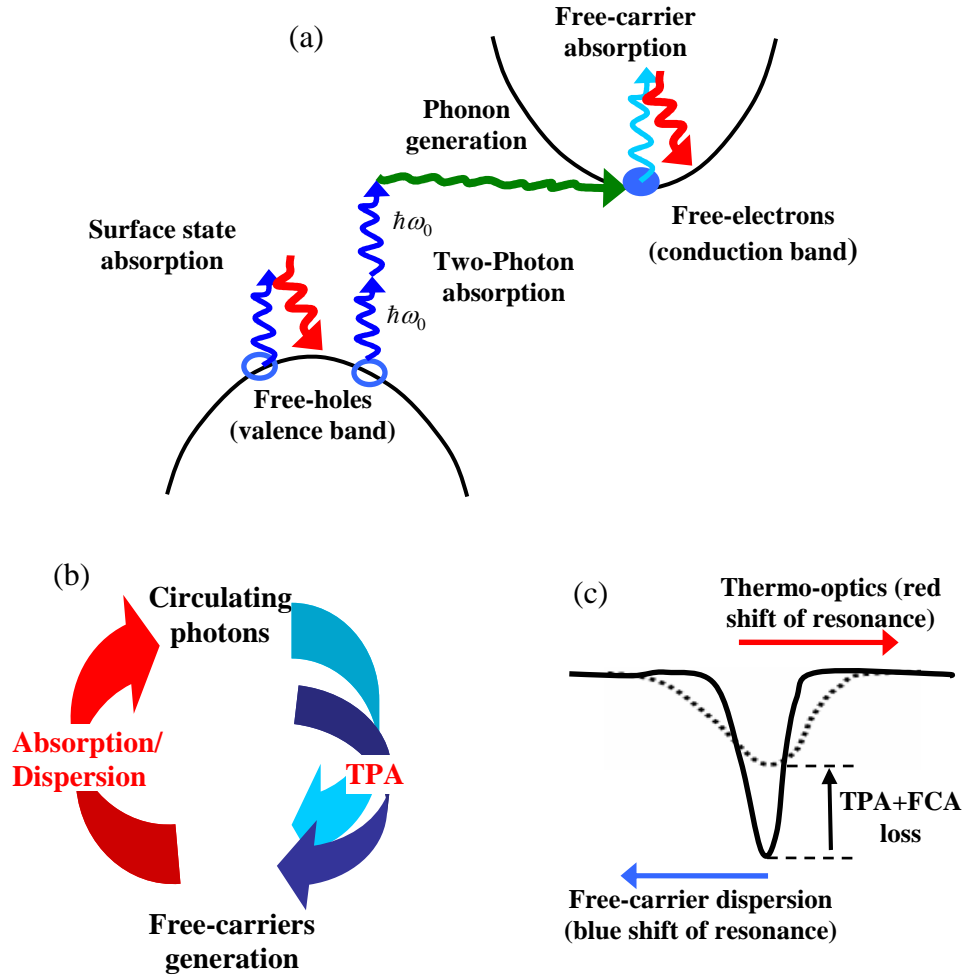 (a)
Free-carrier
absorption
Phonon
generation
Surface state
absorption
ħω₀
ħω₀
Two-Photon
absorption
Free-electrons
(conduction band)
Free-holes
(valence band)
(b)
Circulating
photons
Absorption/
Dispersion
TPA
Free-carriers
generation
(c)
Thermo-optics (red
shift of resonance)
TPA+FCA
loss
Free-carrier dispersion
(blue shift of resonance)